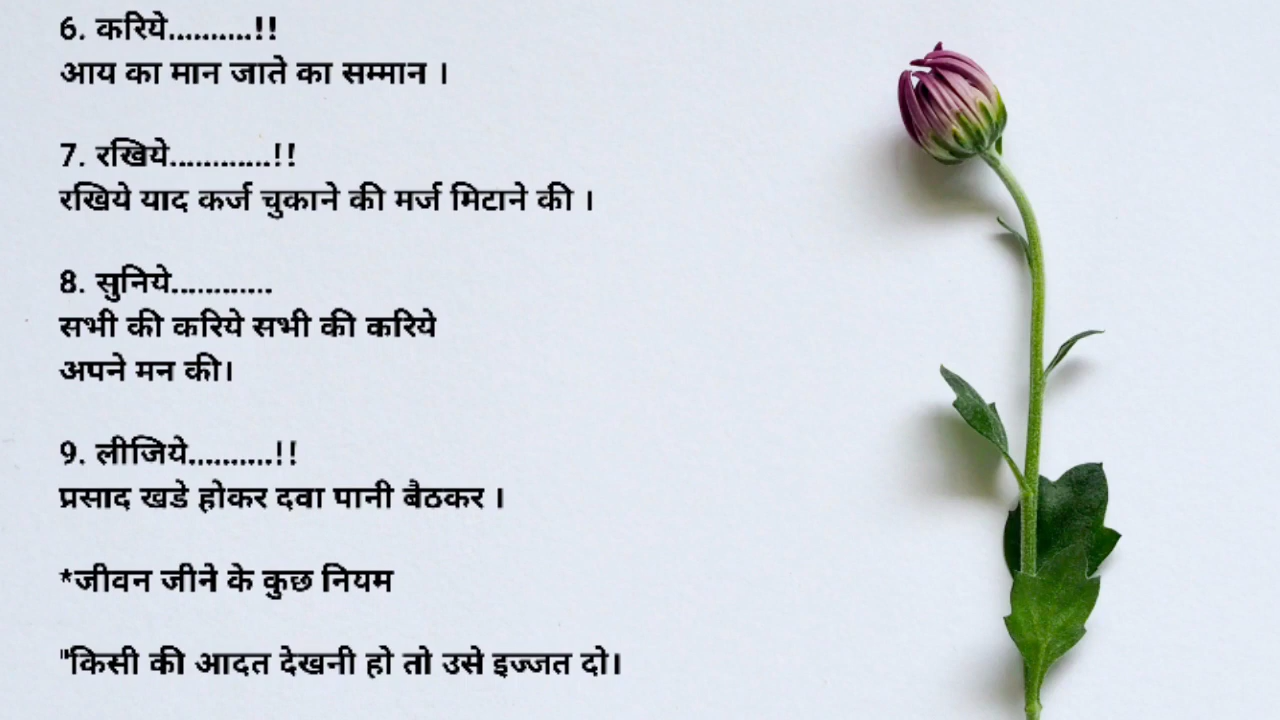 6. करिये..........!!
आय का मान जाते का सम्मान ।
7. रखिये............!!
रखिये याद कर्ज चुकाने की मर्ज मिटाने की ।
8. सुनिये............
सभी की करिये सभी की करिये
अपने मन की।
9. लीजिये..........!!
प्रसाद खडे होकर दवा पानी बैठकर ।
*जीवन जीने के कुछ नियम
"किसी की आदत देखनी हो तो उसे इज्जत दो।